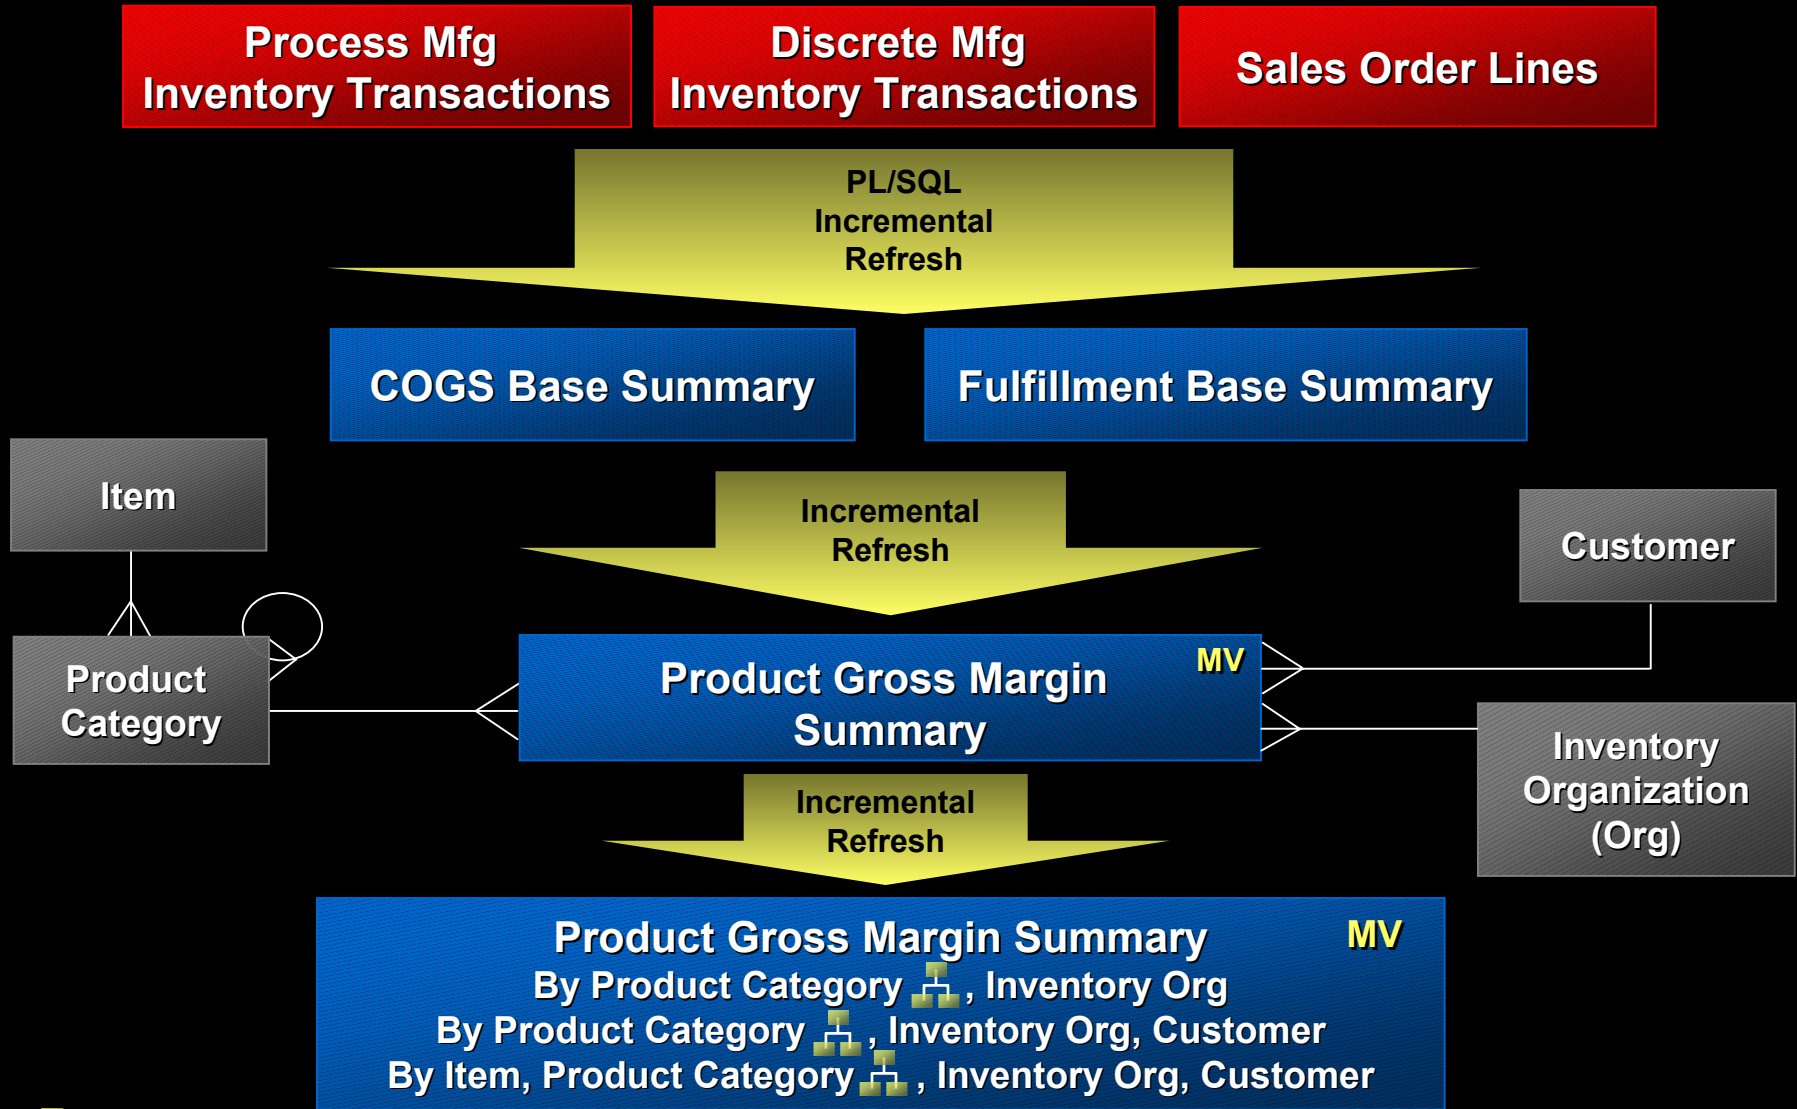 Process Mfg
Inventory Transactions
Discrete Mfg
Inventory Transactions
Sales Order Lines
PL/SQL
Incremental
Refresh
COGS Base Summary
Fulfillment Base Summary
Item
Incremental
Refresh
Customer
Product
Category
Product Gross Margin
Summary
MV
Inventory
Organization
(Org)
Incremental
Refresh
Product Gross Margin Summary
MV
By Product Category , Inventory Org
By Product Category , Inventory Org, Customer
By Item, Product Category , Inventory Org, Customer